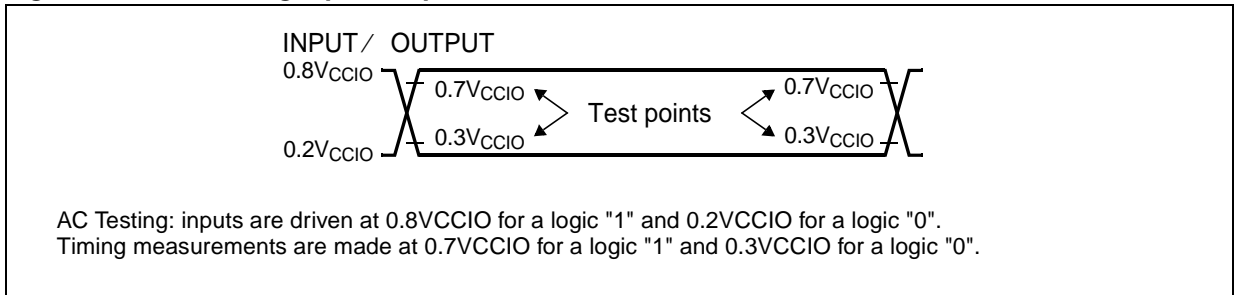 INPUT/ OUTPUT
0.8VCCIO
0.7VCCIO
0.7VCCIO
Test points
0.3VCCIO
0.3VCCIO
0.2VCCIO
AC Testing: inputs are driven at 0.8VCCIO for a logic "1" and 0.2VCCIO for a logic "0".
Timing measurements are made at 0.7VCCIO for a logic "1" and 0.3VCCIO for a logic "0".